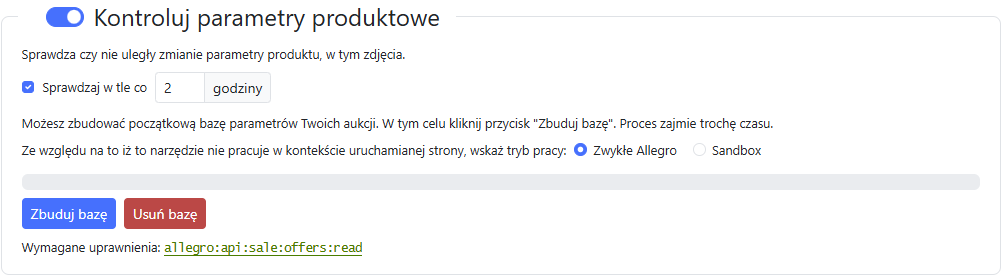 Kontroluj parametry produktowe
Sprawdza czy nie uległy zmianie parametry produktu, w tym zdjęcia.
Sprawdzaj w tle co 2 godziny
Możesz zbudować początkową bazę parametrów Twoich aukcji. W tym celu kliknij przycisk "Zbuduj bazę". Proces zajmie trochę czasu.
Ze względu na to iż to narzędzie nie pracuje w kontekście uruchamianej strony, wskaż tryb pracy: Zwykłe Allegro Sandbox
Zbuduj bazę Usuń bazę
Wymagane uprawnienia: allegro:api:sale:offers:read